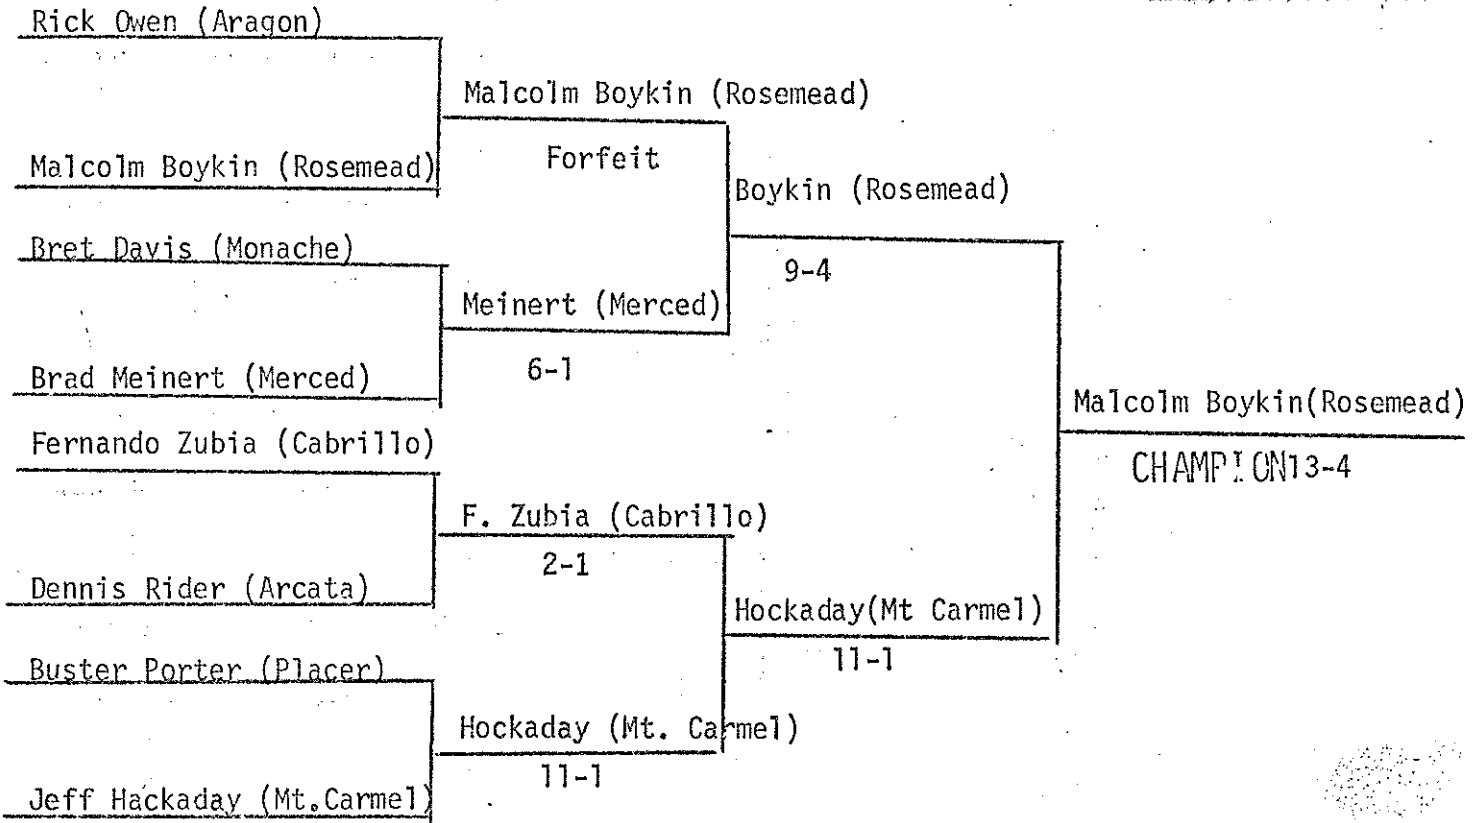 Rick Owen (Aragon)
Malcolm Boykin (Rosemead)
Forfeit
Malcolm Boykin (Rosemead)
Boykin (Rosemead)
9-4
Bret Davis (Monache)
Meinert (Merced)
6-1
Brad Meinert (Merced)
Malcolm Boykin(Rosemead)
CHAMPION 13-4
Fernando Zubia (Cabrillo)
F. Zubia (Cabrillo)
2-1
Dennis Rider (Arcata)
Hockaday(Mt Carmel)
11-1
Buster Porter (Placer)
Hockaday (Mt. Carmel)
11-1
Jeff Hackaday (Mt.Carmel)